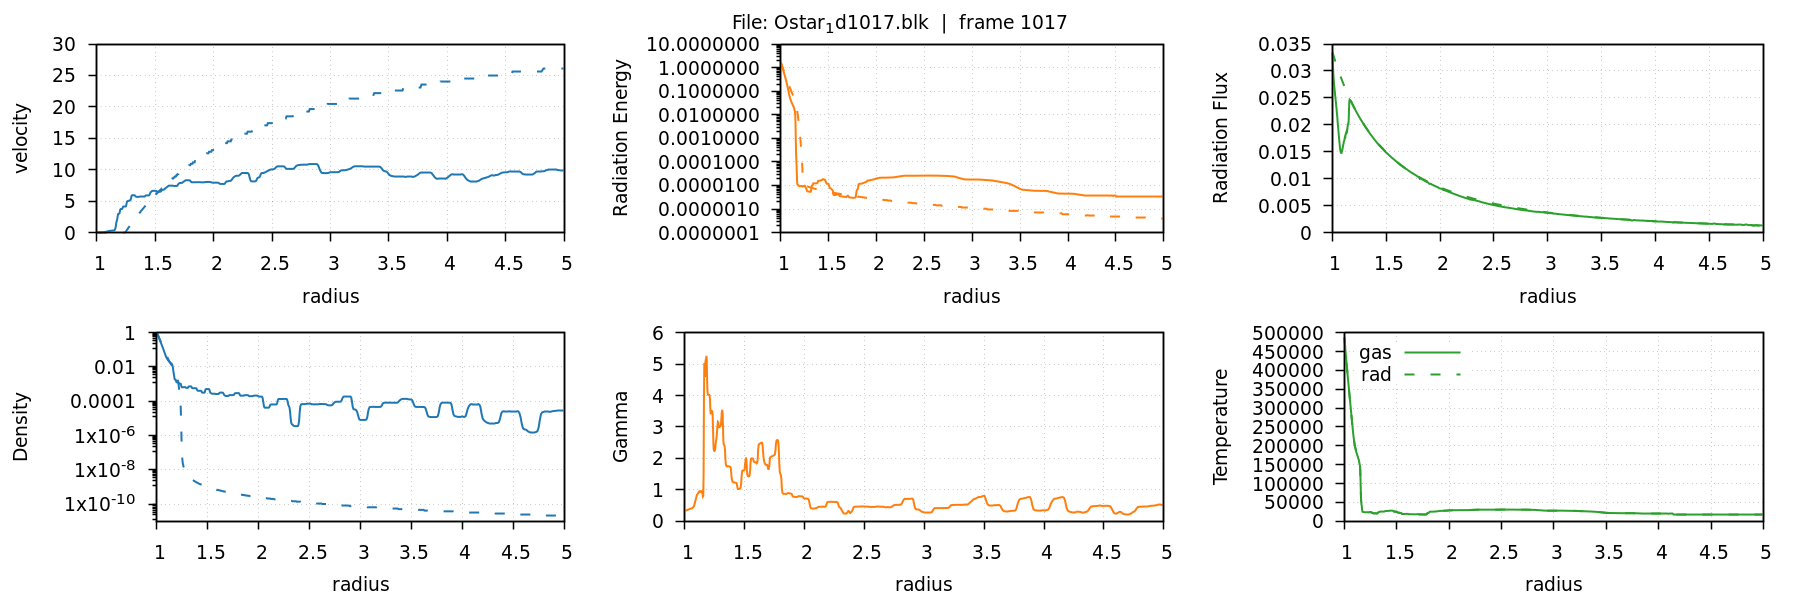 File: Ostar1d1017.blk | frame 1017
velocity
30
25
20
15
10
5
0
1 1.5 2 2.5 3 3.5 4 4.5 5
radius
Radiation Energy
10.0000000
1.0000000
0.1000000
0.0100000
0.0010000
0.0001000
0.0000100
0.0000010
0.0000001
1 1.5 2 2.5 3 3.5 4 4.5 5
radius
Radiation Flux
0.035
0.03
0.025
0.02
0.015
0.01
0.005
0
1 1.5 2 2.5 3 3.5 4 4.5 5
radius
Density
1
0.01
0.0001
1x10-6
1x10-8
1x10-10
1 1.5 2 2.5 3 3.5 4 4.5 5
radius
Gamma
6
5
4
3
2
1
0
1 1.5 2 2.5 3 3.5 4 4.5 5
radius
Temperature
500000
450000
400000
350000
300000
250000
200000
150000
100000
50000
0
gas
rad
1 1.5 2 2.5 3 3.5 4 4.5 5
radius